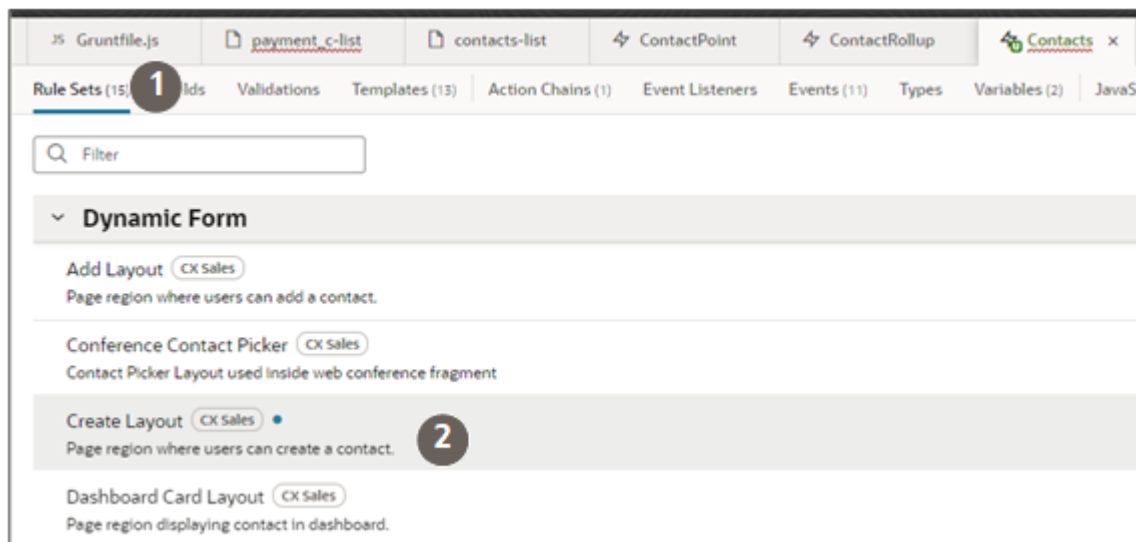 JS Gruntfile.js payment_c-list contacts-list ContactPoint ContactRollup Contacts ×
Rule Sets (15) 1 lds Validations Templates (13) Action Chains (1) Event Listeners Events (11) Types Variables (2) JavaS
Filter
Dynamic Form
Add Layout CX Sales
Page region where users can add a contact.
Conference Contact Picker CX Sales
Contact Picker Layout used inside web conference fragment
Create Layout CX Sales
Page region where users can create a contact.
2
Dashboard Card Layout CX Sales
Page region displaying contact in dashboard.